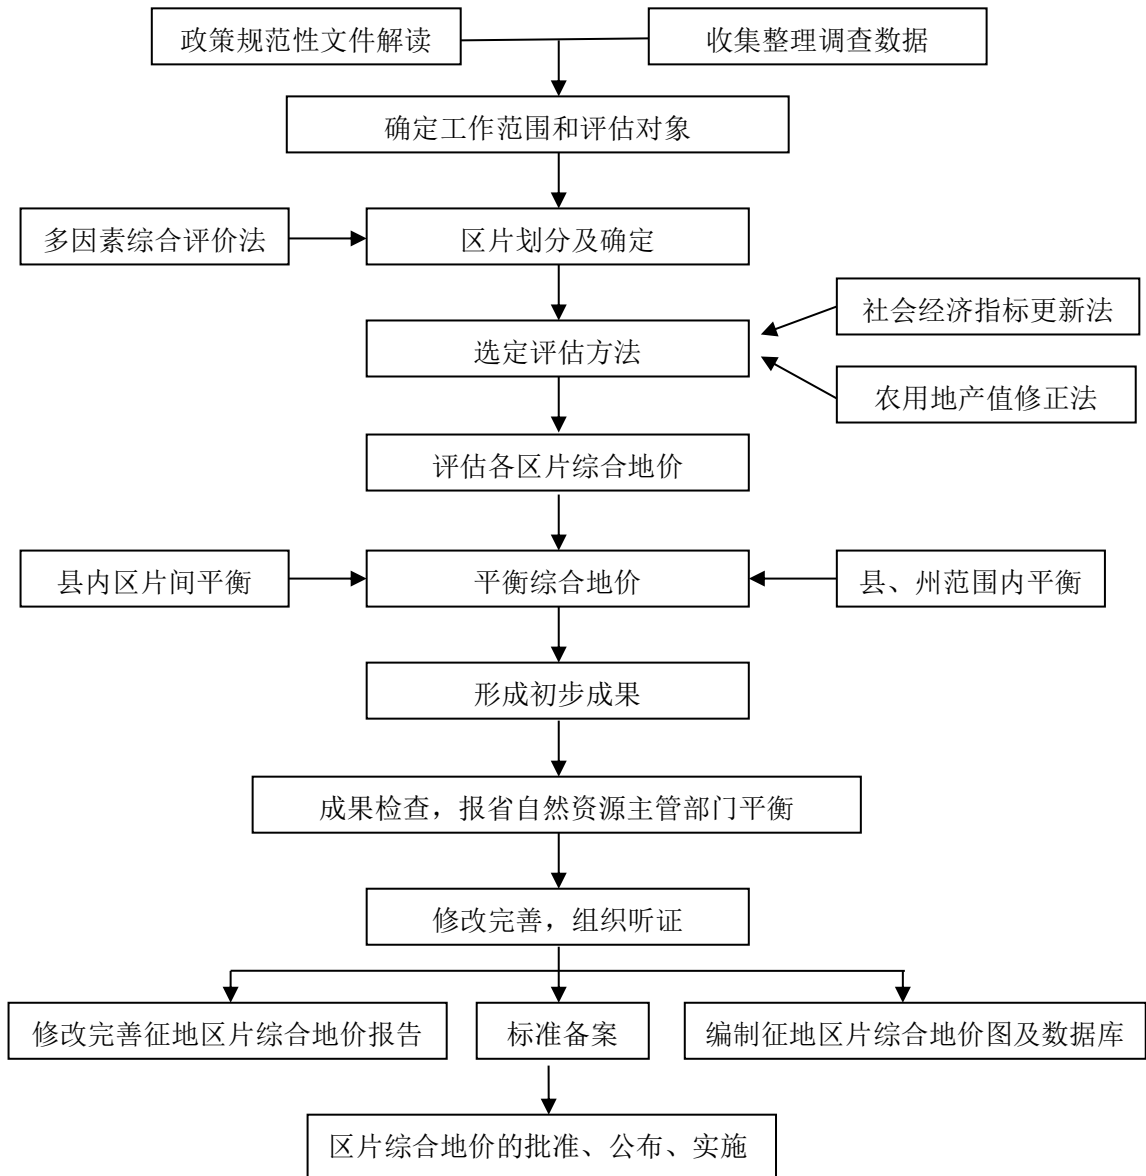 政策规范性文件解读
收集整理调查数据
确定工作范围和评估对象
多因素综合评价法
区片划分及确定
社会经济指标更新法
选定评估方法
农用地产值修正法
评估各区片综合地价
县内区片间平衡
平衡综合地价
县、州范围内平衡
形成初步成果
成果检查，报省自然资源主管部门平衡
修改完善，组织听证
修改完善征地区片综合地价报告
标准备案
编制征地区片综合地价图及数据库
区片综合地价的批准、公布、实施